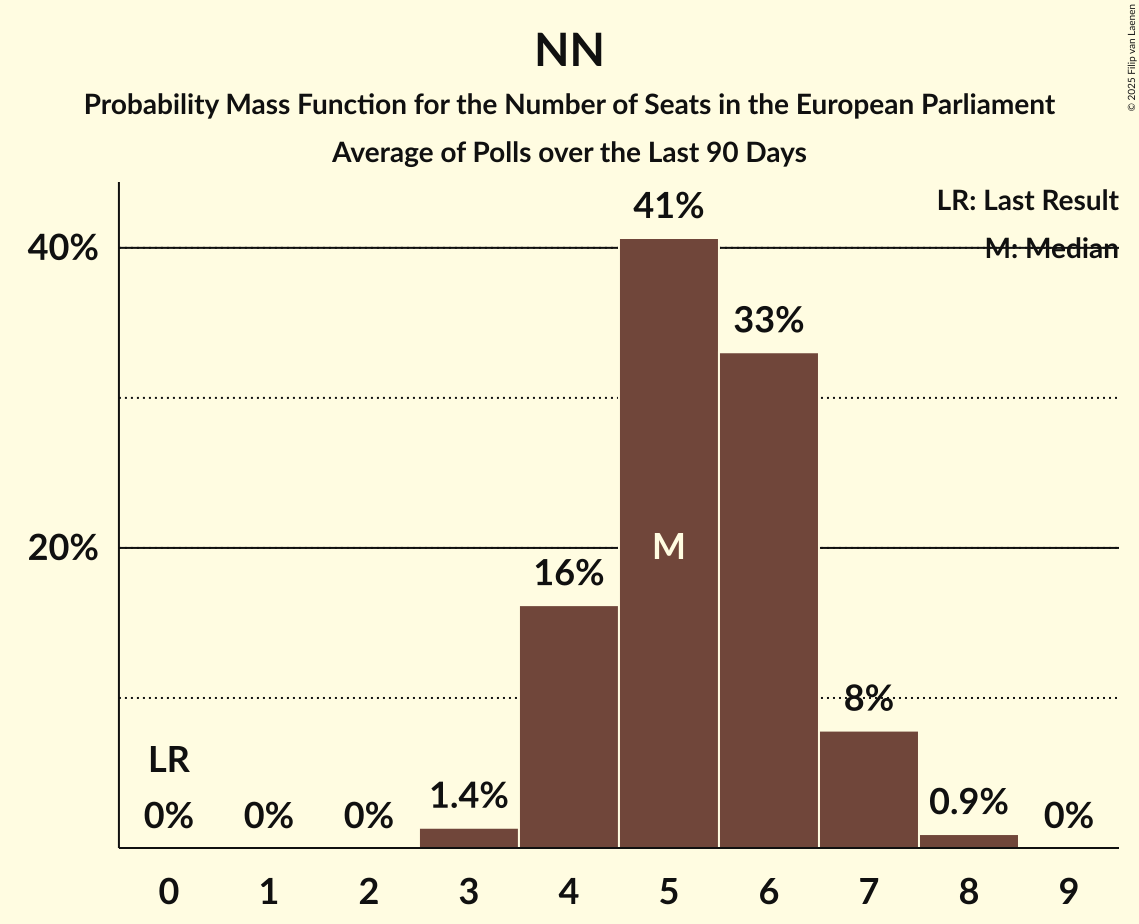 NN
Probability Mass Function for the Number of Seats in the European Parliament
Average of Polls over the Last 90 Days
© 2025 Filip van Laenen
LR: Last Result
M: Median
40%
20%
41%
33%
16%
8%
1.4%
0.9%
0%
0%
0%
0%
LR
M
0 1 2 3 4 5 6 7 8 9